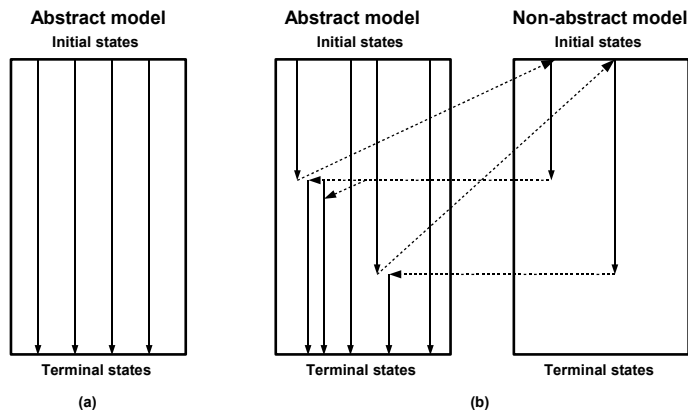 Abstract model
Initial states
Terminal states
(a)
Abstract model
Initial states
Terminal states
Non-abstract model
Initial states
Terminal states
(b)